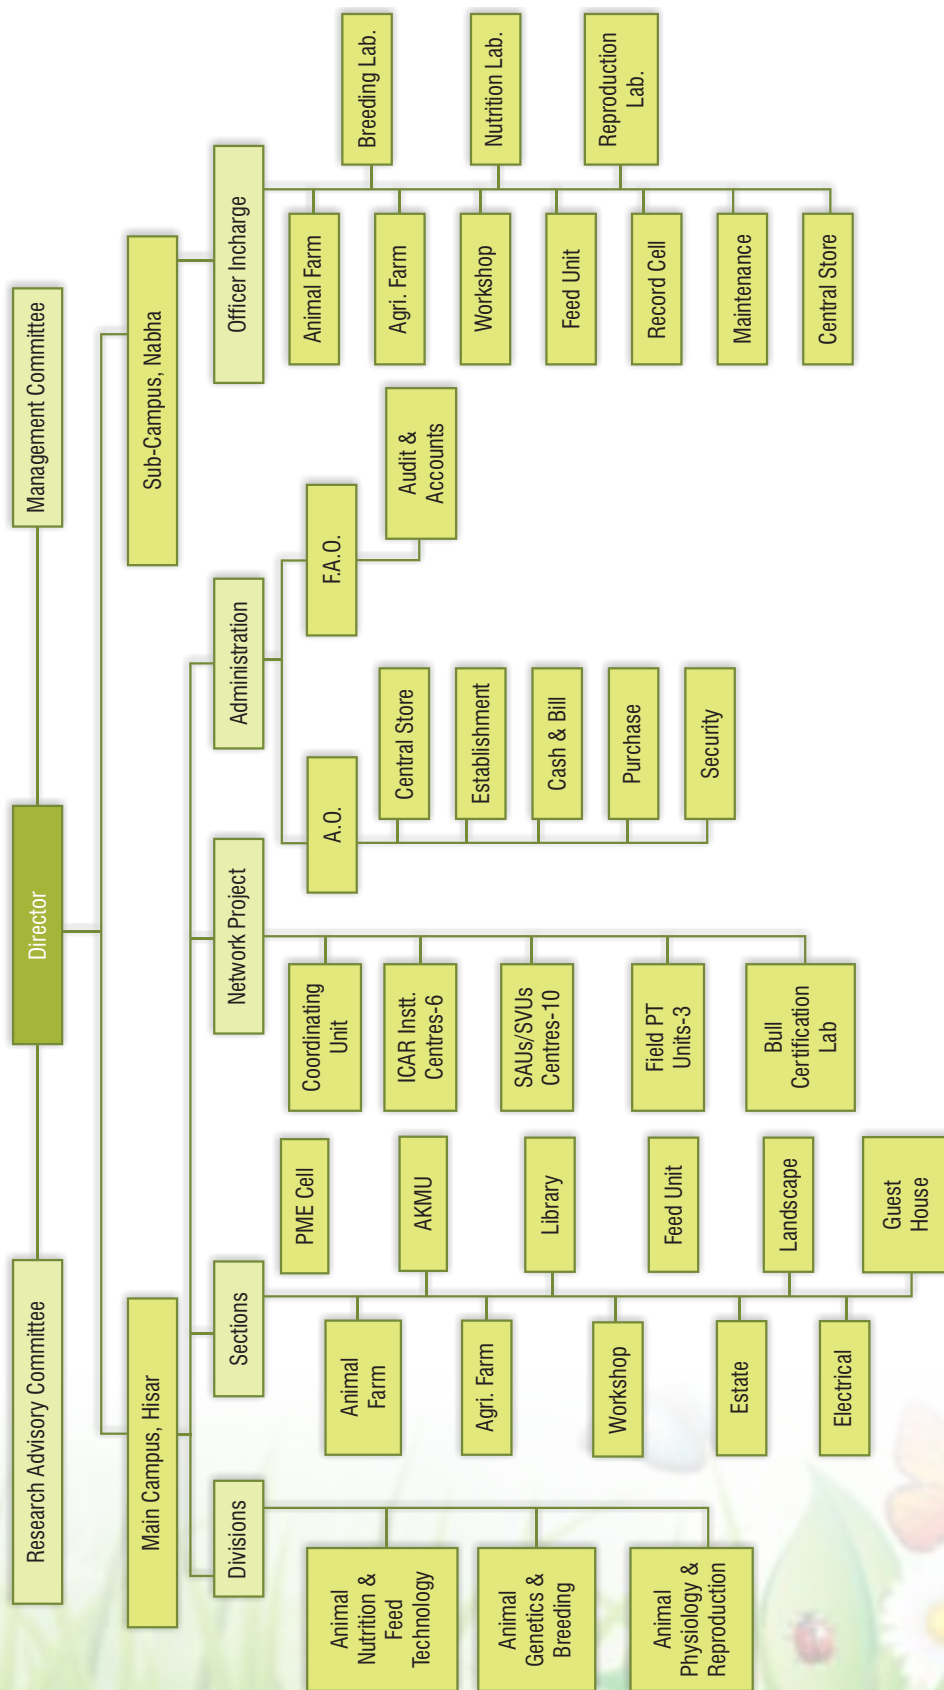 Director
Research Advisory Committee
Management Committee
Main Campus, Hisar
Sub-Campus, Nabha
Divisions
Sections
Network Project
Administration
Officer Incharge
Animal
Nutrition &
Feed
Technology
Animal
Genetics &
Breeding
Animal
Physiology &
Reproduction
Animal
Farm
Agri. Farm
Workshop
Estate
Electrical
PME Cell
AKMU
Library
Feed Unit
Landscape
Guest
House
Coordinating
Unit
ICAR Instt.
Centres-6
SAUs/SVUs
Centres-10
Field PT
Units-3
Bull
Certification
Lab
A.O.
Central Store
Establishment
Cash & Bill
Purchase
Security
F.A.O.
Audit &
Accounts
Animal Farm
Agri. Farm
Workshop
Feed Unit
Record Cell
Maintenance
Central Store
Breeding Lab.
Nutrition Lab.
Reproduction
Lab.